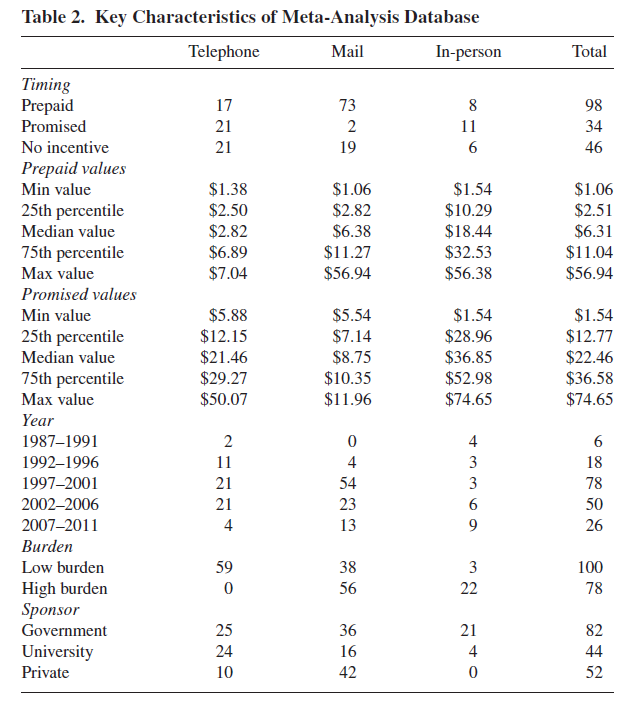 Table 2. Key Characteristics of Meta-Analysis Database
Telephone Mail In-person Total
Timing
Prepaid 17 73 8 98
Promised 21 2 11 34
No incentive 21 19 6 46
Prepaid values
Min value $1.38 $1.06 $1.54 $1.06
25th percentile $2.50 $2.82 $10.29 $2.51
Median value $2.82 $6.38 $18.44 $6.31
75th percentile $6.89 $11.27 $32.53 $11.04
Max value $7.04 $56.94 $56.38 $56.94
Promised values
Min value $5.88 $5.54 $1.54 $1.54
25th percentile $12.15 $7.14 $28.96 $12.77
Median value $21.46 $8.75 $36.85 $22.46
75th percentile $29.27 $10.35 $52.98 $36.58
Max value $50.07 $11.96 $74.65 $74.65
Year
1987–1991 2 0 4 6
1992–1996 11 4 3 18
1997–2001 21 54 3 78
2002–2006 21 23 6 50
2007–2011 4 13 9 26
Burden
Low burden 59 38 3 100
High burden 0 56 22 78
Sponsor
Government 25 36 21 82
University 24 16 4 44
Private 10 42 0 52